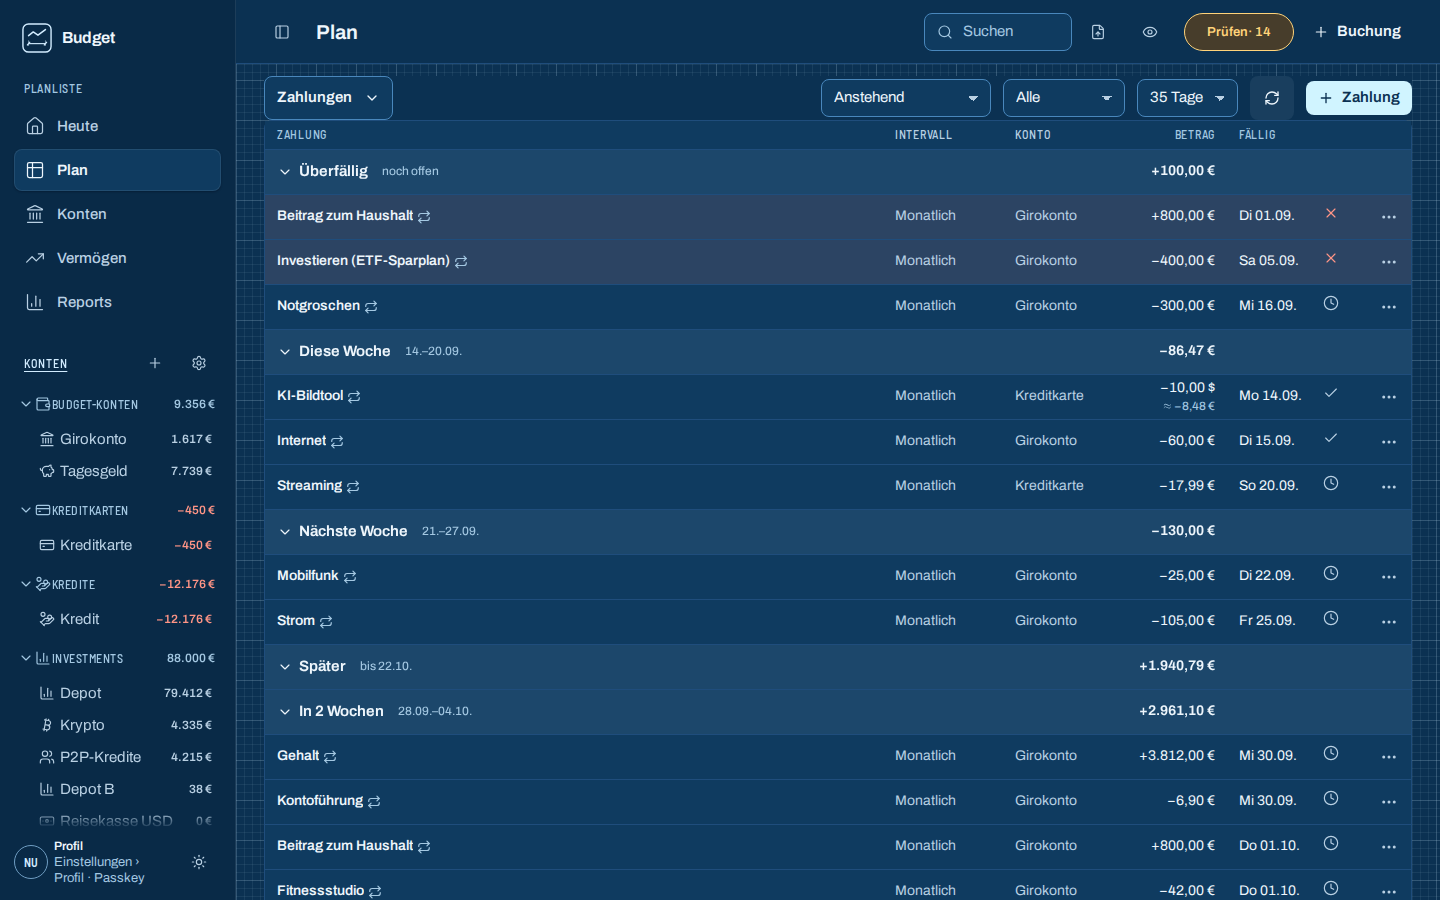 Budget
PLANLISTE
Heute
Plan
Konten
Vermögen
Reports
KONTEN
BUDGET-KONTEN 9.356 €
Girokonto 1.617 €
Tagesgeld 7.739 €
KREDITKARTEN −450 €
Kreditkarte −450 €
KREDITE −12.176 €
Kredit −12.176 €
INVESTMENTS 88.000 €
Depot 79.412 €
Krypto 4.335 €
P2P-Kredite 4.215 €
Depot B 38 €
Reisekasse USD 0 €
NU
Profil
Einstellungen ›
Profil · Passkey
Plan
Suchen
Prüfen · 14
Buchung
Zahlungen
Anstehend
Alle
35 Tage
Zahlung
ZAHLUNG INTERVALL KONTO BETRAG FÄLLIG
Überfällig noch offen +100,00 €
Beitrag zum Haushalt Monatlich Girokonto +800,00 € Di 01.09.
Investieren (ETF-Sparplan) Monatlich Girokonto −400,00 € Sa 05.09.
Notgroschen Monatlich Girokonto −300,00 € Mi 16.09.
Diese Woche 14.–20.09. −86,47 €
KI-Bildtool Monatlich Kreditkarte −10,00 $ Mo 14.09.
≈ −8,48 €
Internet Monatlich Girokonto −60,00 € Di 15.09.
Streaming Monatlich Kreditkarte −17,99 € So 20.09.
Nächste Woche 21.–27.09. −130,00 €
Mobilfunk Monatlich Girokonto −25,00 € Di 22.09.
Strom Monatlich Girokonto −105,00 € Fr 25.09.
Später bis 22.10. +1.940,79 €
In 2 Wochen 28.09.–04.10. +2.961,10 €
Gehalt Monatlich Girokonto +3.812,00 € Mi 30.09.
Kontoführung Monatlich Girokonto −6,90 € Mi 30.09.
Beitrag zum Haushalt Monatlich Girokonto +800,00 € Do 01.10.
Fitnessstudio Monatlich Girokonto −42,00 € Do 01.10.